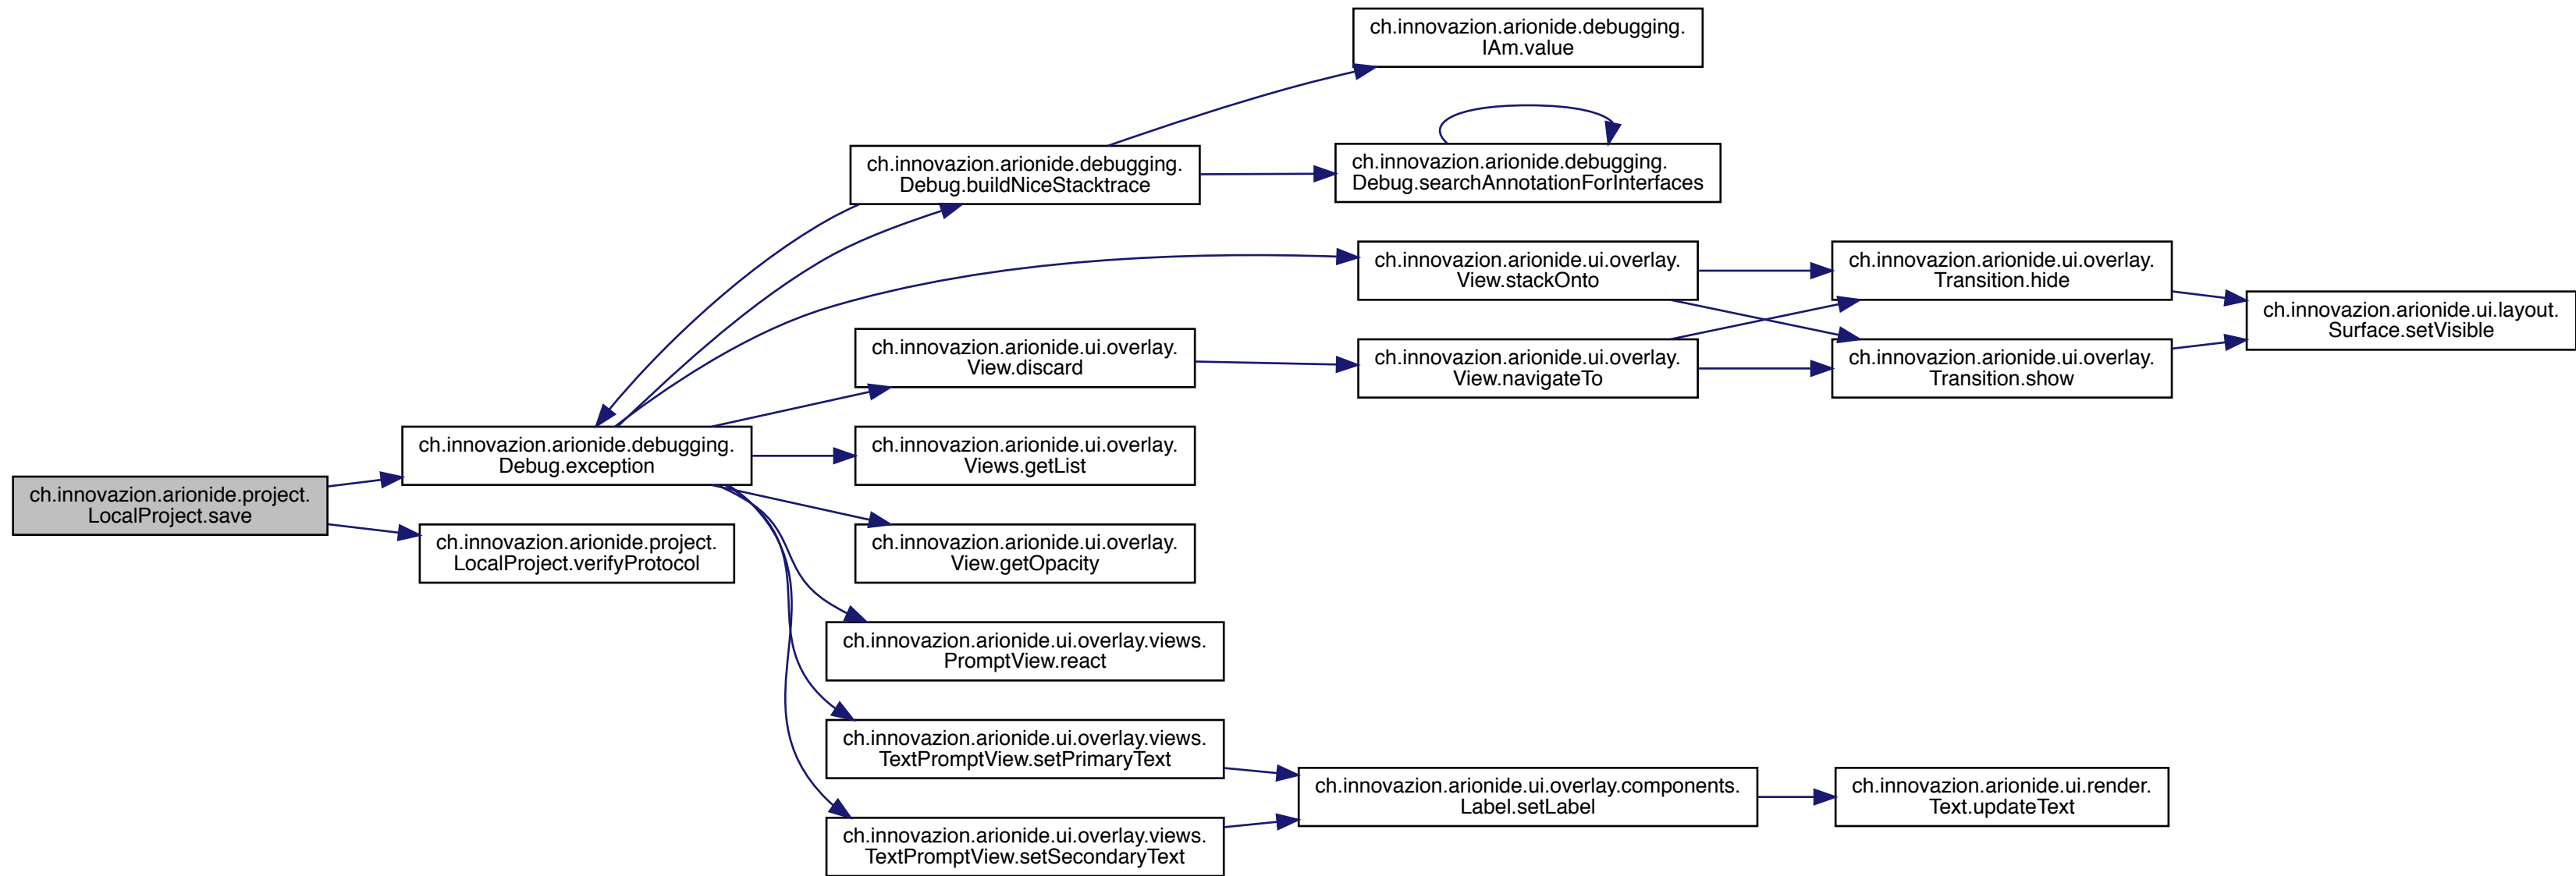 ch.innovazion.arionide.project.
LocalProject.save
ch.innovazion.arionide.debugging.
Debug.exception
ch.innovazion.arionide.project.
LocalProject.verifyProtocol
ch.innovazion.arionide.debugging.
Debug.buildNiceStacktrace
ch.innovazion.arionide.ui.overlay.
View.discard
ch.innovazion.arionide.ui.overlay.
Views.getList
ch.innovazion.arionide.ui.overlay.
View.getOpacity
ch.innovazion.arionide.ui.overlay.views.
PromptView.react
ch.innovazion.arionide.ui.overlay.views.
TextPromptView.setPrimaryText
ch.innovazion.arionide.ui.overlay.views.
TextPromptView.setSecondaryText
ch.innovazion.arionide.debugging.
IAm.value
ch.innovazion.arionide.debugging.
Debug.searchAnnotationForInterfaces
ch.innovazion.arionide.ui.overlay.
View.stackOnto
ch.innovazion.arionide.ui.overlay.
View.navigateTo
ch.innovazion.arionide.ui.overlay.components.
Label.setLabel
ch.innovazion.arionide.ui.overlay.
Transition.hide
ch.innovazion.arionide.ui.overlay.
Transition.show
ch.innovazion.arionide.ui.render.
Text.updateText
ch.innovazion.arionide.ui.layout.
Surface.setVisible